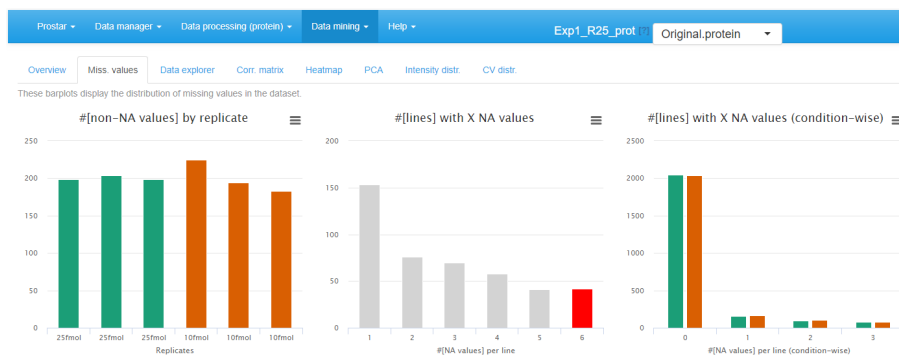 Prostar Data manager Data processing (protein) Data mining Help Exp1_R25_prot [?] Original.protein
Overview Miss. values Data explorer Corr. matrix Heatmap PCA Intensity distr. CV distr.
These barplots display the distribution of missing values in the dataset.
#[non-NA values] by replicate
250
200
150
100
50
0
25fmol 25fmol 25fmol 10fmol 10fmol 10fmol
Replicates
#[lines] with X NA values
200
150
100
50
0
1 2 3 4 5 6
#[NA values] per line
#[lines] with X NA values (condition-wise)
2500
2000
1500
1000
500
0
0 1 2 3
#[NA values] per line (condition-wise)